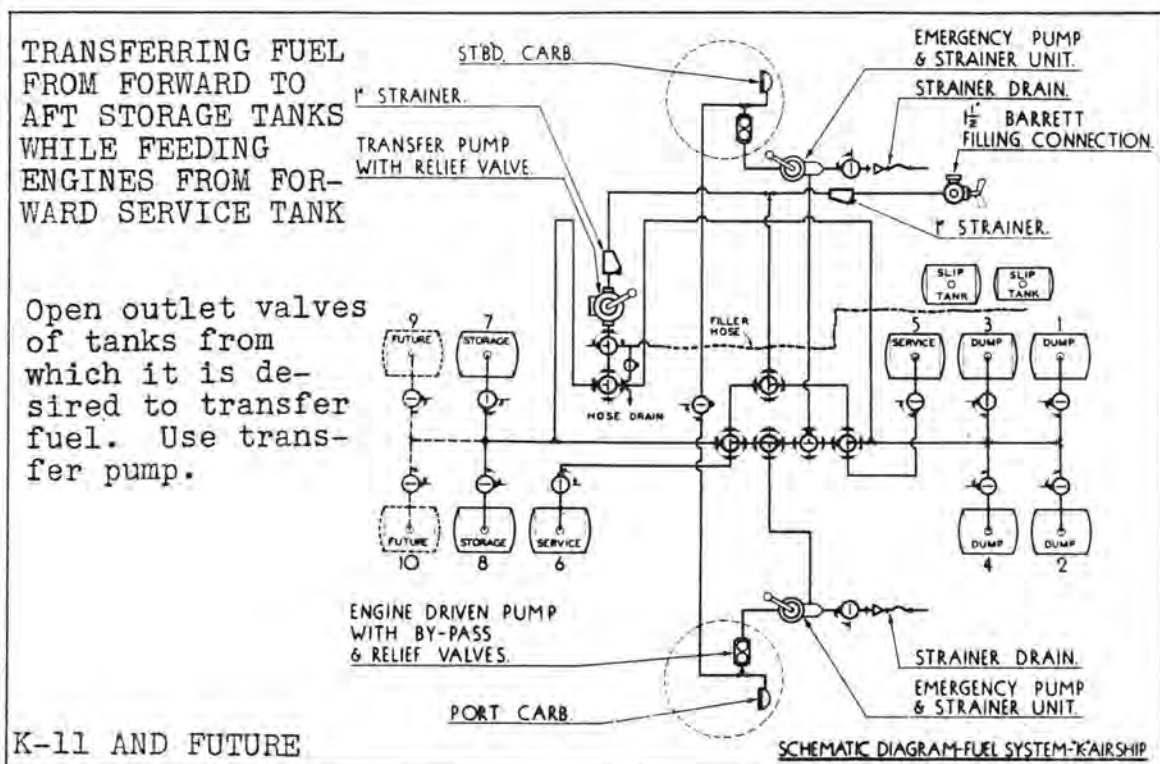 TRANSFERRING FUEL
FROM FORWARD TO
AFT STORAGE TANKS
WHILE FEEDING
ENGINES FROM FOR-
WARD SERVICE TANK
Open outlet valves
of tanks from
which it is de-
sired to transfer
fuel. Use trans-
fer pump.
K-11 AND FUTURE
STBD. CARB.
1" STRAINER.
TRANSFER PUMP
WITH RELIEF VALVE.
EMERGENCY PUMP
& STRAINER UNIT.
STRAINER DRAIN.
1½" BARRETT
FILLING CONNECTION.
1" STRAINER.
SLIP
TANK
SLIP
TANK
FILLER
HOSE
HOSE DRAIN
9
FUTURE
7
STORAGE
5
SERVICE
3
DUMP
1
DUMP
FUTURE
10
STORAGE
8
SERVICE
6
DUMP
4
DUMP
2
ENGINE DRIVEN PUMP
WITH BY-PASS
& RELIEF VALVES.
PORT CARB.
STRAINER DRAIN.
EMERGENCY PUMP
& STRAINER UNIT.
SCHEMATIC DIAGRAM-FUEL SYSTEM-"K"AIRSHIP